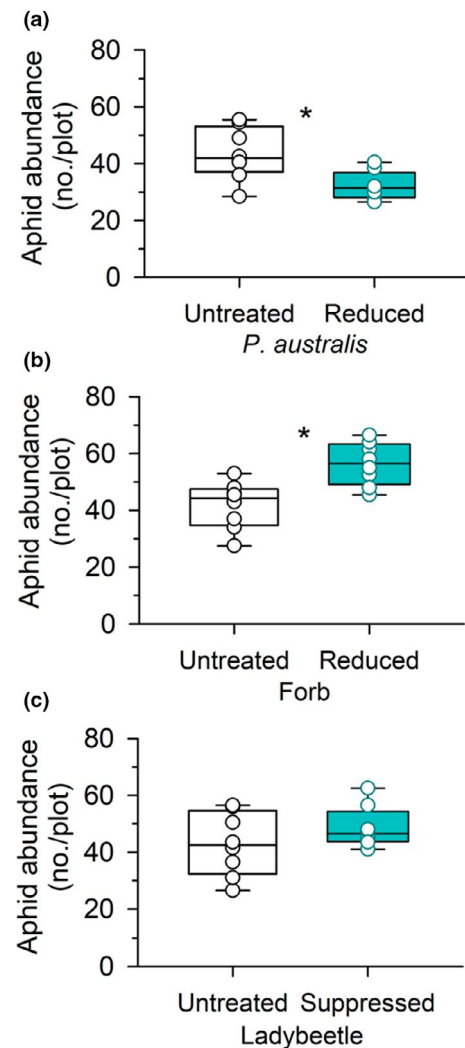 (a)
Aphid abundance
(no./plot)
80
60
40
20
0
*
Untreated Reduced
P. australis
(b)
Aphid abundance
(no./plot)
80
60
40
20
0
*
Untreated Reduced
Forb
(c)
Aphid abundance
(no./plot)
80
60
40
20
0
Untreated Suppressed
Ladybeetle